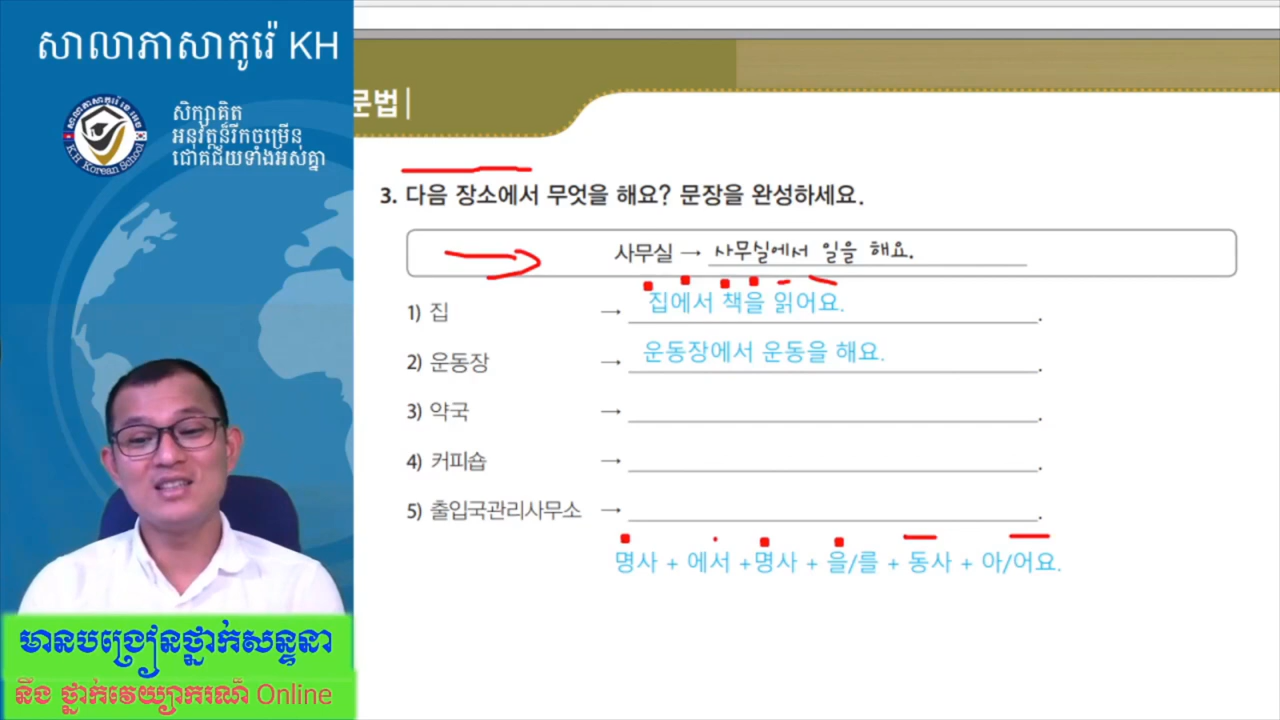 សាលាភាសាកូរ៉េ KH
សិក្សាគិត
អនុវត្តន៏រីកចម្រើន
ជោគជ័យទាំងអស់គ្នា
KH Korean School
문법
3. 다음 장소에서 무엇을 해요? 문장을 완성하세요.
사무실 → 사무실에서 일을 해요.
1) 집 → 집에서 책을 읽어요.
2) 운동장 → 운동장에서 운동을 해요.
3) 약국 →
4) 커피숍 →
5) 출입국관리사무소 →
명사 + 에서 +명사 + 을/를 + 동사 + 아/어요.
មានបង្រៀនថ្នាក់សន្ទនា
នឹង ថ្នាក់វេយ្យាករណ៏ Online